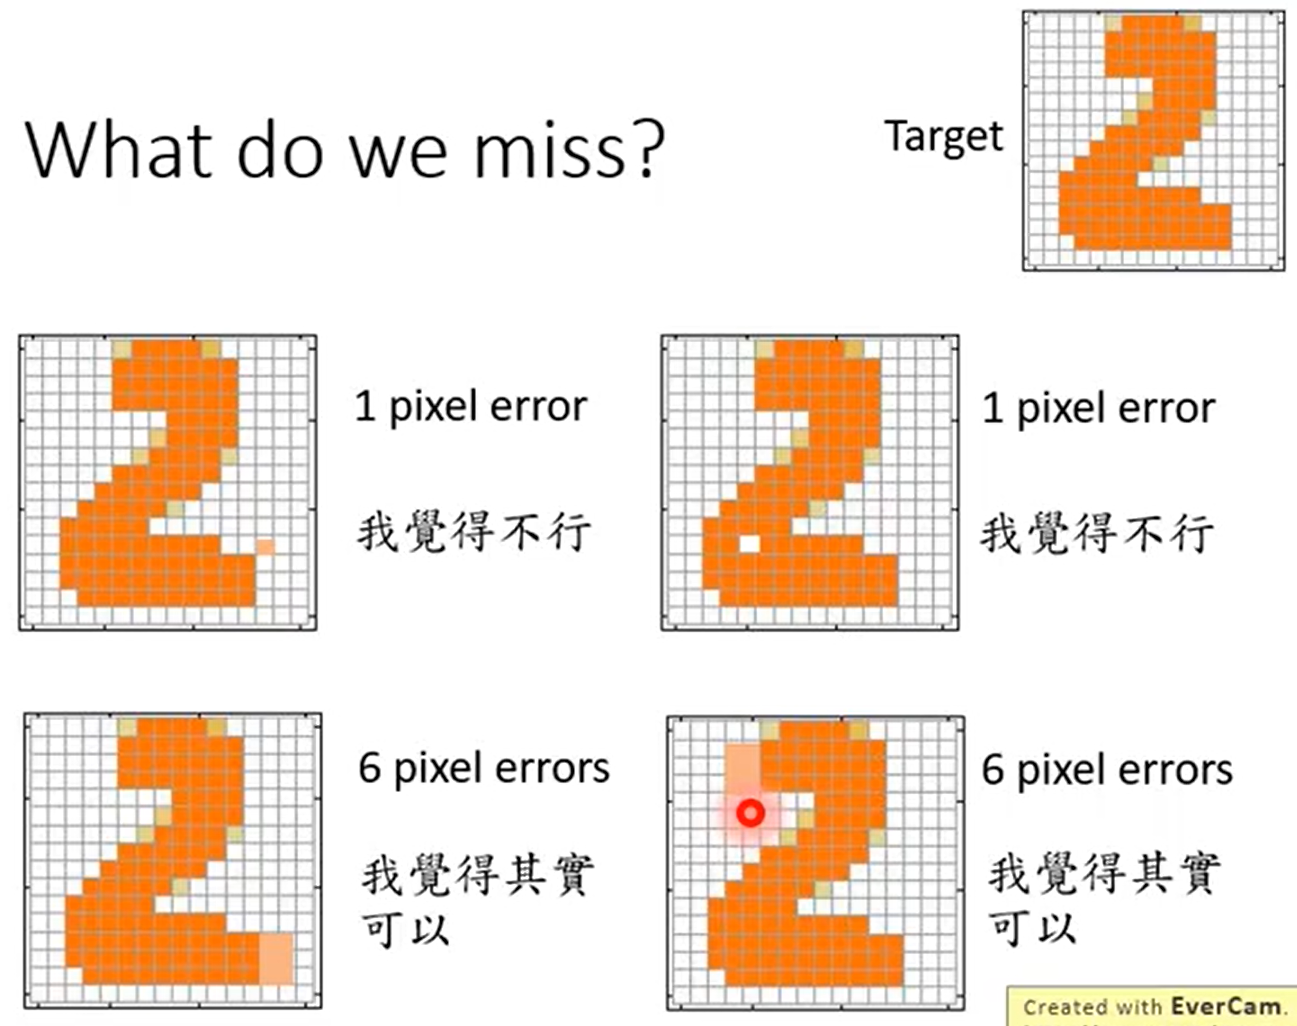 What do we miss?
Target
1 pixel error
我覺得不行
1 pixel error
我覺得不行
6 pixel errors
我覺得其實
可以
6 pixel errors
我覺得其實
可以
Created with EverCam.